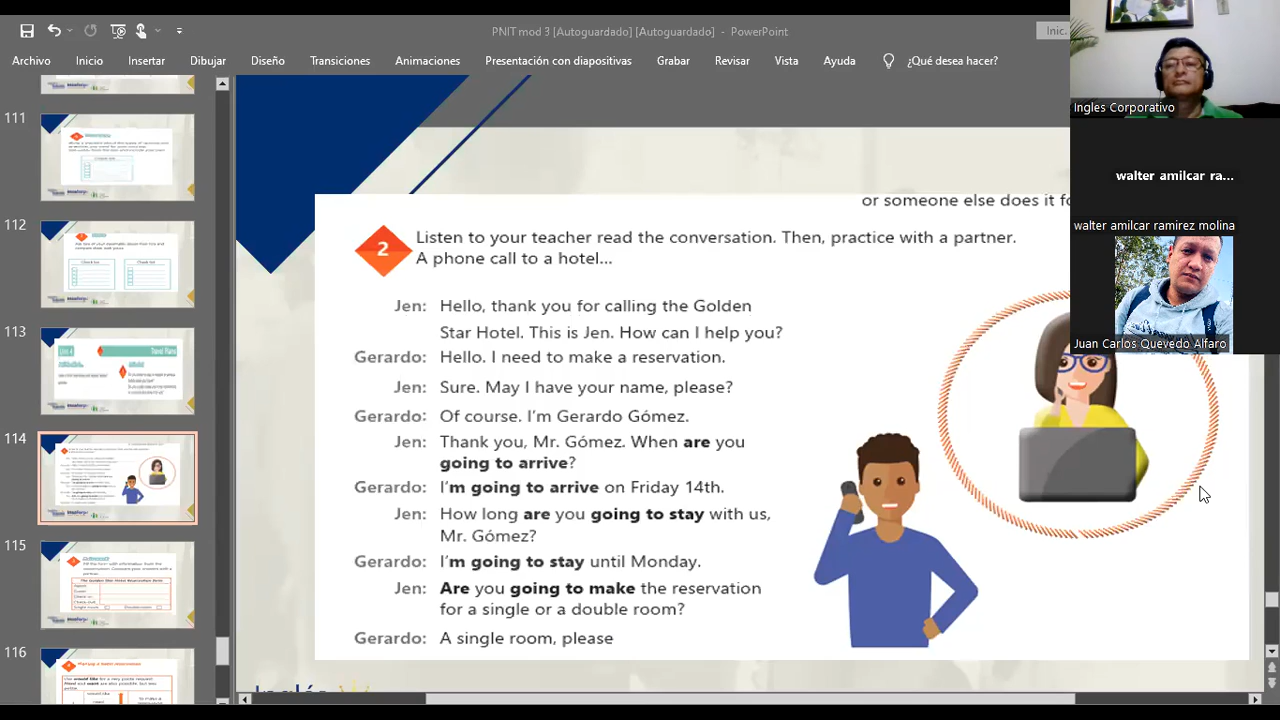 PNIT mod 3 [Autoguardado] [Autoguardado] - PowerPoint
Inic.
Archivo Inicio Insertar Dibujar Diseño Transiciones Animaciones Presentación con diapositivas Grabar Revisar Vista Ayuda ¿Qué desea hacer?
Ingles Corporativo
walter amilcar ra...
walter amilcar ramirez molina
Juan Carlos Quevedo Alfaro
111
112
113
114
115
116
or someone else does it fo
2
Listen to your teacher read the conversation. Then, practice with a partner.
A phone call to a hotel...
Jen: Hello, thank you for calling the Golden
Star Hotel. This is Jen. How can I help you?
Gerardo: Hello. I need to make a reservation.
Jen: Sure. May I have your name, please?
Gerardo: Of course. I'm Gerardo Gómez.
Jen: Thank you, Mr. Gómez. When are you
going to arrive?
Gerardo: I'm going to arrive on Friday 14th.
Jen: How long are you going to stay with us,
Mr. Gómez?
Gerardo: I'm going to stay until Monday.
Jen: Are you going to make the reservation
for a single or a double room?
Gerardo: A single room, please